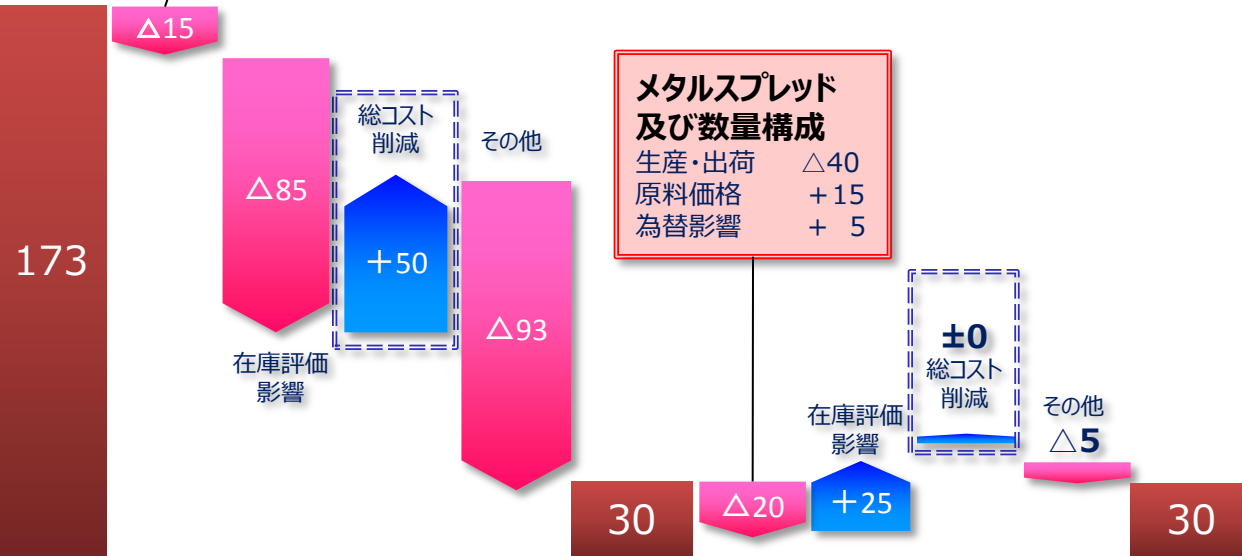 173
△15
△85
在庫評価
影響
総コスト
削減
＋50
その他
△93
30
メタルスプレッド
及び数量構成
生産・出荷 △40
原料価格 ＋15
為替影響 ＋ 5
△20
在庫評価
影響
＋25
±0
総コスト
削減
その他
△5
30